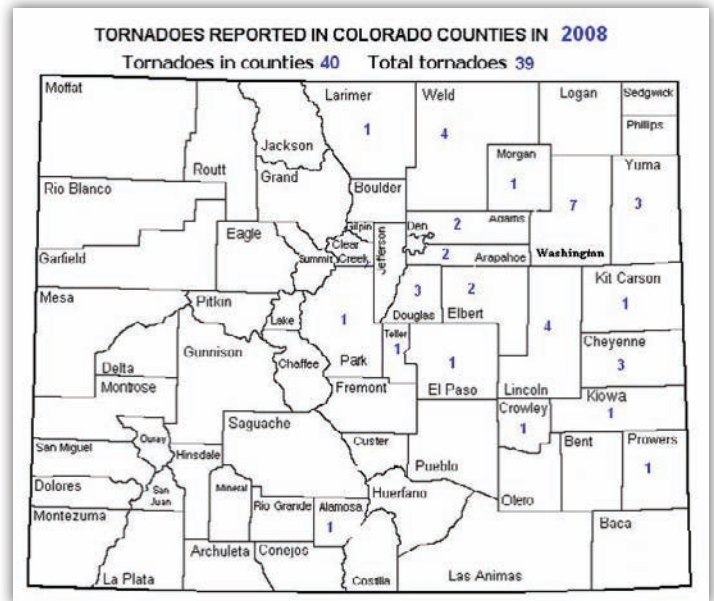 TORNADOES REPORTED IN COLORADO COUNTIES IN 2008
Tornadoes in counties 40 Total tornadoes 39
Moffat
Larimer
1
Weld
4
Logan
Sedgwick
Phillips
Jackson
Routt
Grand
Morgan
1
Yuma
3
Rio Blanco
Boulder
7
Washington
Garfield
Eagle
Gilpin
Clear
Creek
Summit
Jefferson
Den
2 Adams
2 Arapahoe
Mesa
Pitkin
Lake
1
Park
3
Douglas
2
Elbert
4
Lincoln
Kit Carson
1
Delta
Gunnison
Chaffee
Teller
1
1
El Paso
Cheyenne
3
Montrose
Fremont
Kiowa
1
Saguache
Crowley
1
San Miguel
Ouray
Hinsdale
Custer
Pueblo
Bent
Prowers
1
Dolores
San
Juan
Mineral
Huerfano
Otero
Montezuma
Rio Grande
Alamosa
1
Baca
La Plata
Archuleta
Conejos
Costilla
Las Animas